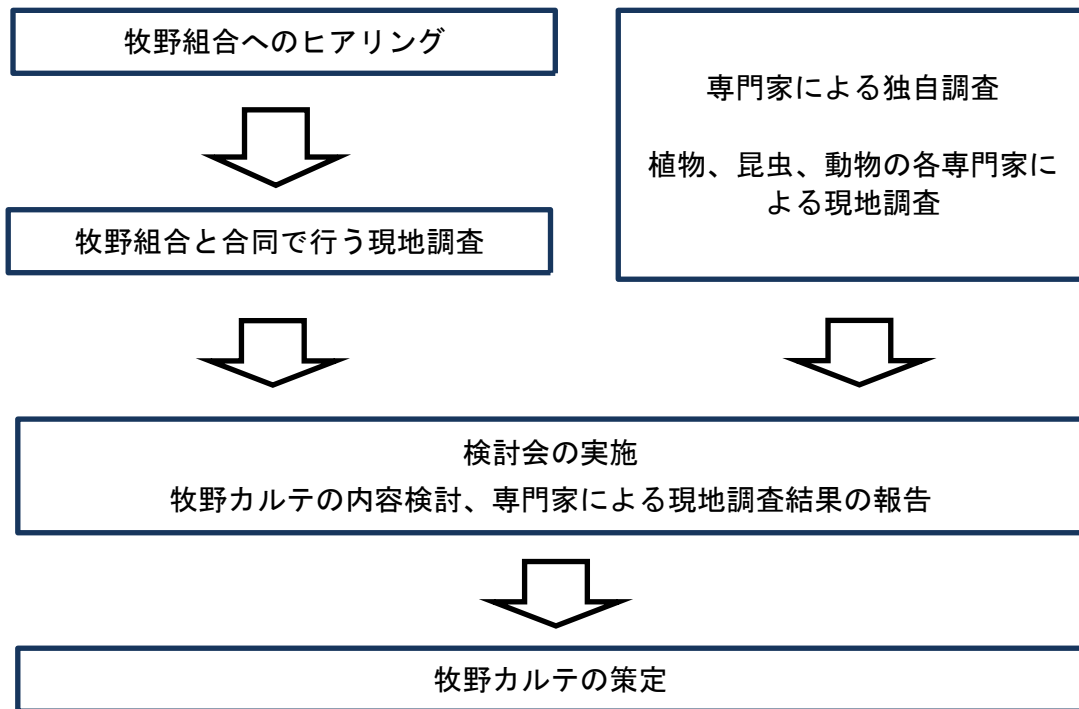 牧野組合へのヒアリング
牧野組合と合同で行う現地調査
専門家による独自調査
植物、昆虫、動物の各専門家に
よる現地調査
検討会の実施
牧野カルテの内容検討、専門家による現地調査結果の報告
牧野カルテの策定